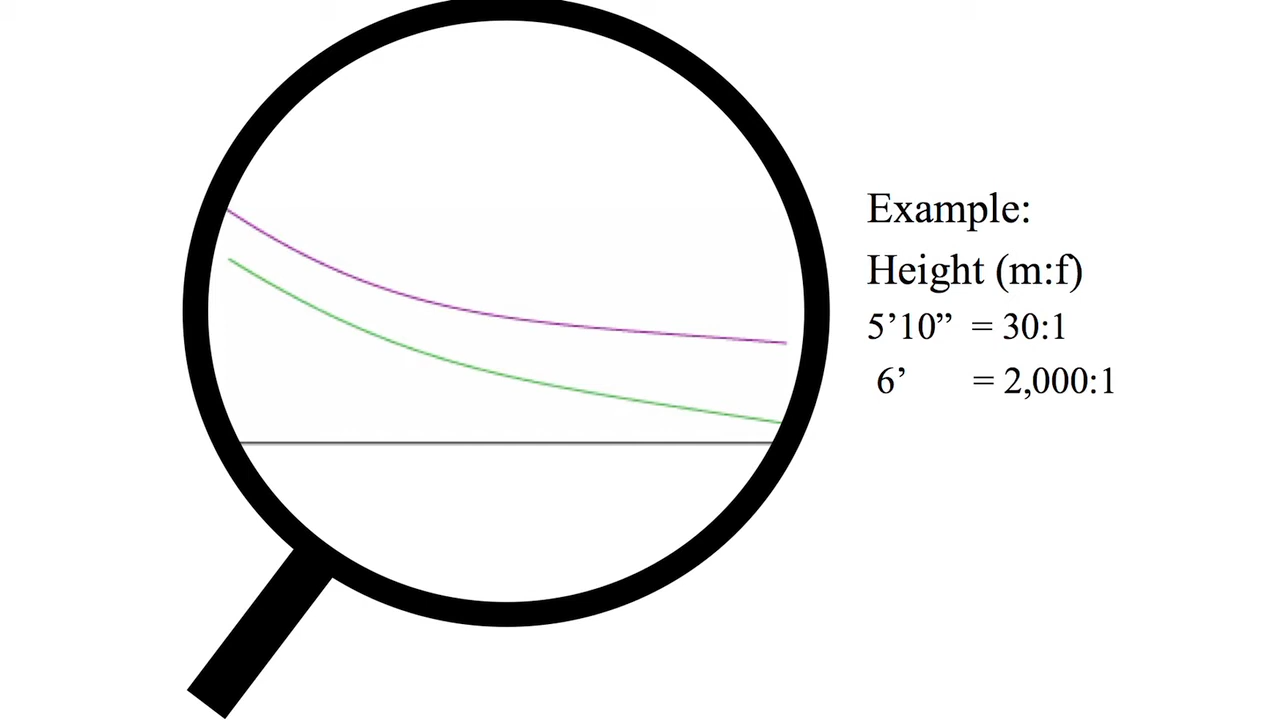 Example:
Height (m:f)
5’10” = 30:1
6’ = 2,000:1